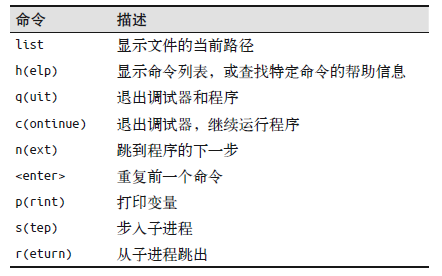 命令 描述
list 显示文件的当前路径
h(elp) 显示命令列表，或查找特定命令的帮助信息
q(uit) 退出调试器和程序
c(ontinue) 退出调试器，继续运行程序
n(ext) 跳到程序的下一步
<enter> 重复前一个命令
p(rint) 打印变量
s(tep) 步入子进程
r(eturn) 从子进程跳出